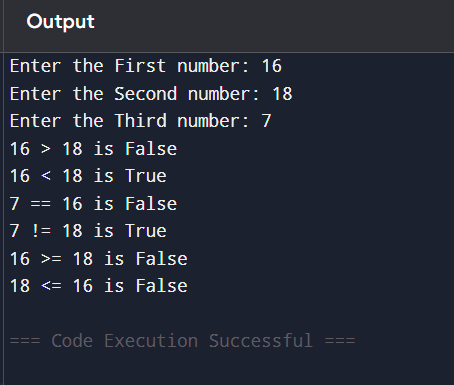 Output
Enter the First number: 16
Enter the Second number: 18
Enter the Third number: 7
16 > 18 is False
16 < 18 is True
7 == 16 is False
7 != 18 is True
16 >= 18 is False
18 <= 16 is False
=== Code Execution Successful ===